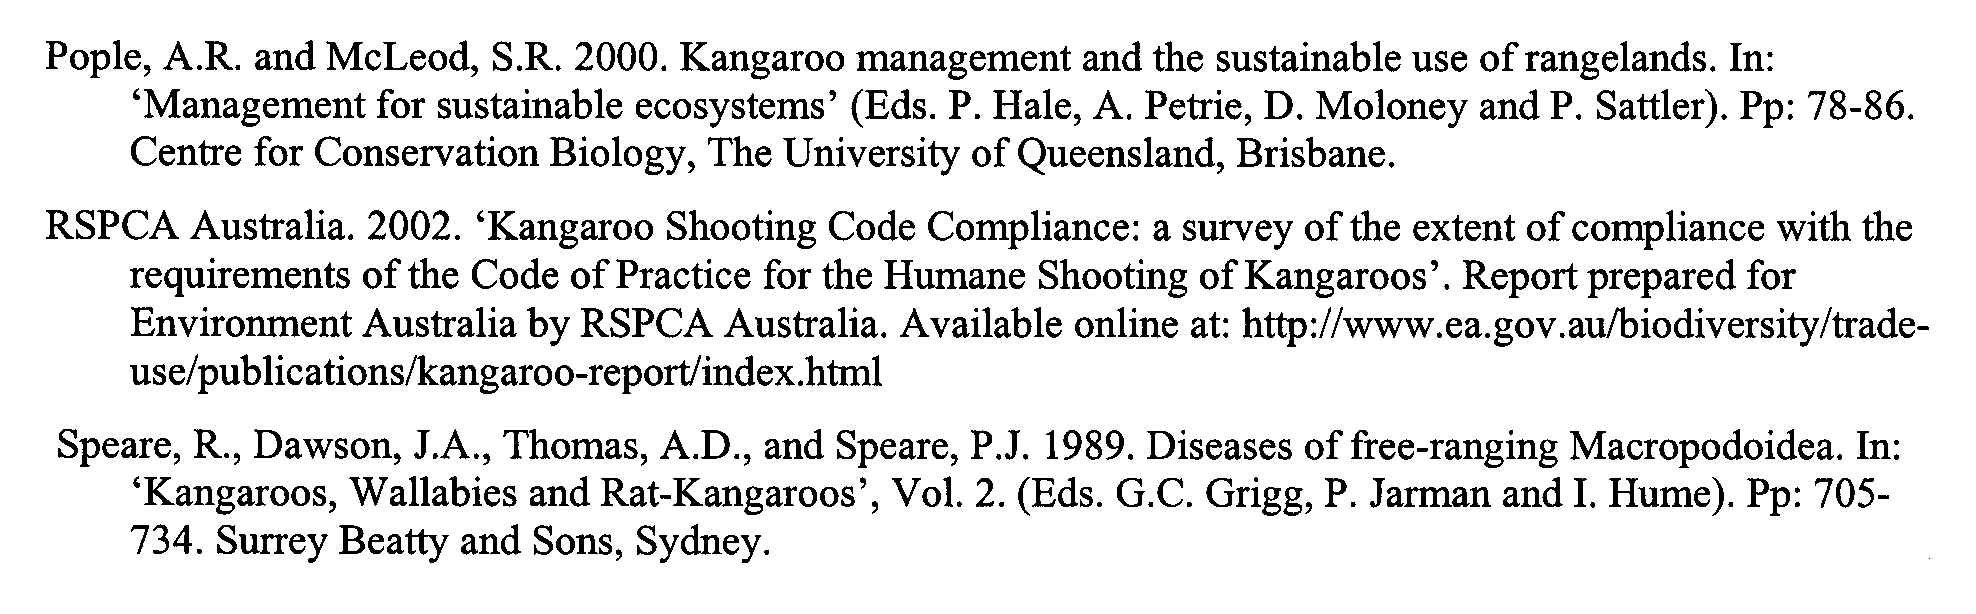 Pople, A.R. and McLeod, S.R. 2000. Kangaroo management and the sustainable use of rangelands. In:
‘Management for sustainable ecosystems’ (Eds. P. Hale, A. Petrie, D. Moloney and P. Sattler). Pp: 78-86.
Centre for Conservation Biology, The University of Queensland, Brisbane.
RSPCA Australia. 2002. ‘Kangaroo Shooting Code Compliance: a survey of the extent of compliance with the
requirements of the Code of Practice for the Humane Shooting of Kangaroos’. Report prepared for
Environment Australia by RSPCA Australia. Available online at: http://www.ea.gov.au/biodiversity/trade-
use/publications/kangaroo-report/index.html
Speare, R., Dawson, J.A., Thomas, A.D., and Speare, P.J. 1989. Diseases of free-ranging Macropodoidea. In:
‘Kangaroos, Wallabies and Rat-Kangaroos’, Vol. 2. (Eds. G.C. Grigg, P. Jarman and I. Hume). Pp: 705-
734. Surrey Beatty and Sons, Sydney.